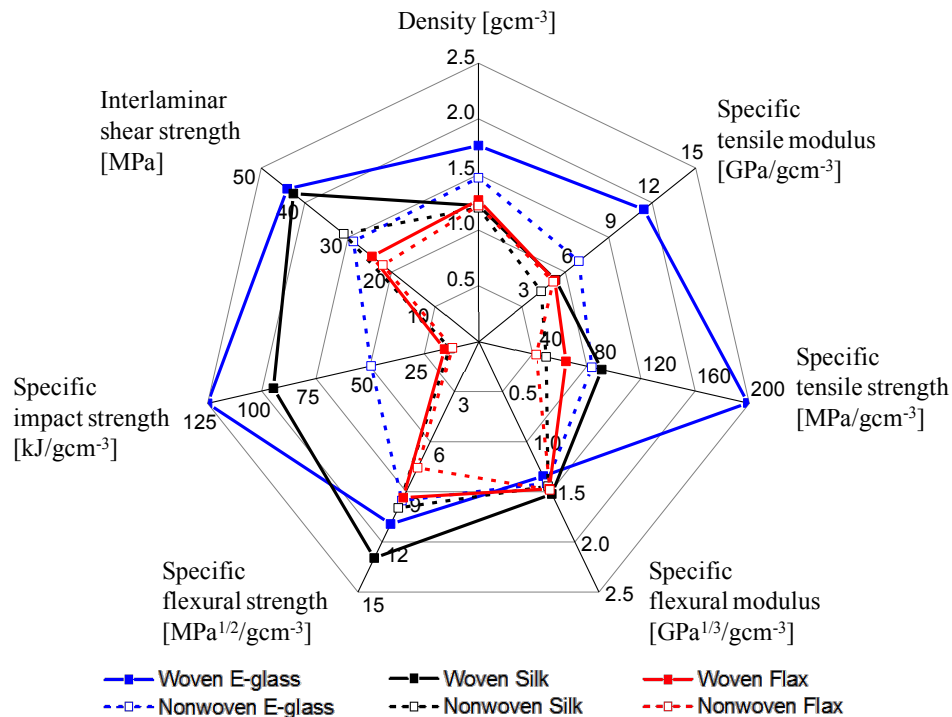 Density [gcm-3]
2.5
2.0
1.5
1.0
0.5
Interlaminar
shear strength
[MPa]
50
40
30
20
10
Specific
tensile modulus
[GPa/gcm-3]
15
12
9
6
3
Specific
tensile strength
[MPa/gcm-3]
40
80
120
160
200
Specific
impact strength
[kJ/gcm-3]
125
100
75
50
25
Specific
flexural strength
[MPa1/2/gcm-3]
3
6
9
12
15
Specific
flexural modulus
[GPa1/3/gcm-3]
0.5
1.0
1.5
2.0
2.5
Woven E-glass
Woven Silk
Woven Flax
Nonwoven E-glass
Nonwoven Silk
Nonwoven Flax